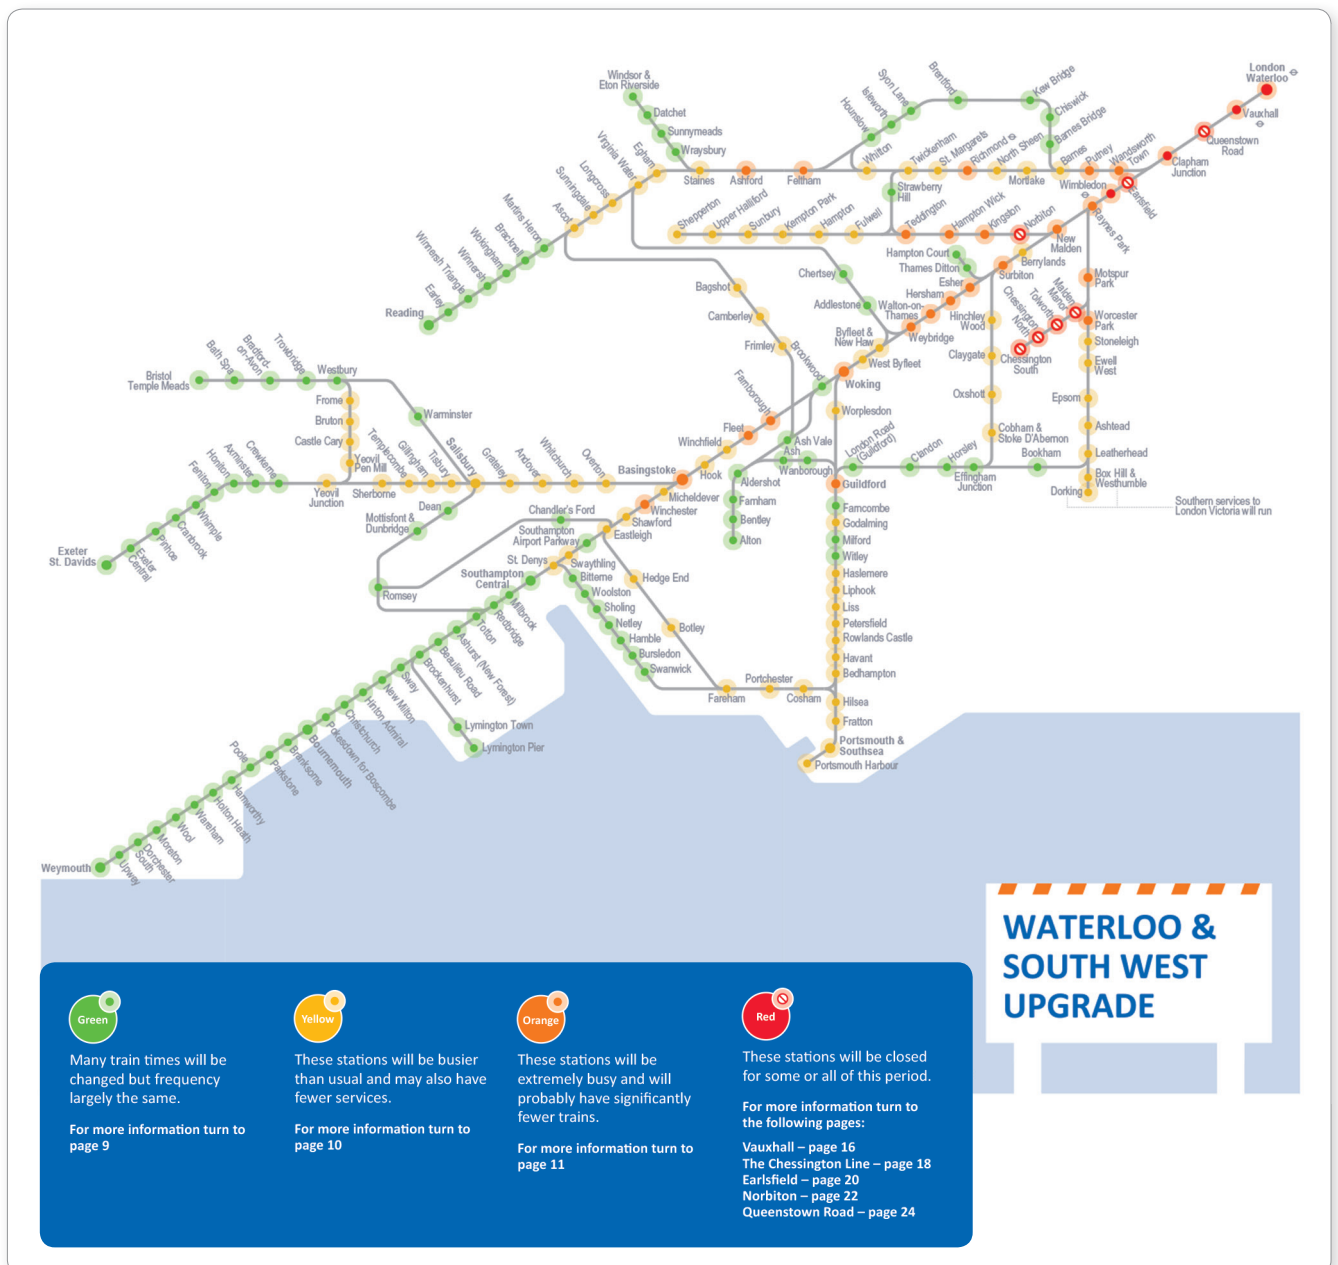 London
Waterloo
Vauxhall
Queenstown
Road
Clapham
Junction
Wandsworth
Town
Earlsfield
Wimbledon
Putney
Barnes
Mortlake
North Sheen
Richmond
St. Margarets
Twickenham
Whitton
Feltham
Ashford
Staines
Hounslow
Isleworth
Syon Lane
Brentford
Kew Bridge
Chiswick
Barnes Bridge
Windsor &
Eton Riverside
Datchet
Sunnymeads
Wraysbury
Egham
Virginia Water
Longcross
Sunningdale
Ascot
Martins Heron
Bracknell
Wokingham
Winnersh
Winnersh Triangle
Earley
Reading
Strawberry
Hill
Shepperton
Upper Halliford
Sunbury
Kempton Park
Hampton
Fulwell
Teddington
Hampton Wick
Kingston
Norbiton
New
Malden
Raynes Park
Berrylands
Surbiton
Hampton Court
Thames Ditton
Esher
Hersham
Walton-on-
Thames
Weybridge
Chertsey
Addlestone
Byfleet &
New Haw
West Byfleet
Woking
Motspur
Park
Malden
Manor
Tolworth
Chessington
North
Chessington
South
Worcester
Park
Stoneleigh
Ewell
West
Epsom
Ashtead
Leatherhead
Box Hill &
Westhumble
Dorking
Southern services to
London Victoria will run
Hinchley
Wood
Claygate
Oxshott
Cobham &
Stoke D'Abernon
Bookham
Effingham
Junction
Horsley
Clandon
London Road
(Guildford)
Guildford
Worplesdon
Bagshot
Camberley
Frimley
Brookwood
Farnborough
Fleet
Winchfield
Hook
Basingstoke
Ash Vale
Ash
Wanborough
Aldershot
Farnham
Bentley
Alton
Farncombe
Godalming
Milford
Witley
Haslemere
Liphook
Liss
Petersfield
Rowlands Castle
Havant
Bedhampton
Hilsea
Fratton
Portsmouth &
Southsea
Portsmouth Harbour
Cosham
Portchester
Fareham
Botley
Hedge End
Swanwick
Bursledon
Hamble
Netley
Sholing
Woolston
Bitterne
Micheldever
Winchester
Shawford
Eastleigh
Chandler's Ford
Southampton
Airport Parkway
Swaythling
St. Denys
Southampton
Central
Millbrook
Redbridge
Totton
Ashurst (New Forest)
Beaulieu Road
Brockenhurst
Lymington Town
Lymington Pier
Sway
New Milton
Hinton Admiral
Christchurch
Pokesdown for Boscombe
Bournemouth
Branksome
Parkstone
Poole
Hamworthy
Holton Heath
Wareham
Wool
Moreton
Dorchester
South
Upwey
Weymouth
Overton
Whitchurch
Andover
Grateley
Salisbury
Tisbury
Gillingham
Templecombe
Sherborne
Yeovil
Junction
Yeovil
Pen Mill
Castle Cary
Bruton
Frome
Westbury
Warminster
Trowbridge
Bradford-
on-Avon
Bath Spa
Bristol
Temple Meads
Dean
Mottisfont &
Dunbridge
Romsey
Crewkerne
Axminster
Honiton
Feniton
Whimple
Cranbrook
Pinhoe
Exeter
Central
Exeter
St. Davids
WATERLOO &
SOUTH WEST
UPGRADE
Green
Many train times will be
changed but frequency
largely the same.
For more information turn to
page 9
Yellow
These stations will be busier
than usual and may also have
fewer services.
For more information turn to
page 10
Orange
These stations will be
extremely busy and will
probably have significantly
fewer trains.
For more information turn to
page 11
Red
These stations will be closed
for some or all of this period.
For more information turn to
the following pages:
Vauxhall – page 16
The Chessington Line – page 18
Earlsfield – page 20
Norbiton – page 22
Queenstown Road – page 24